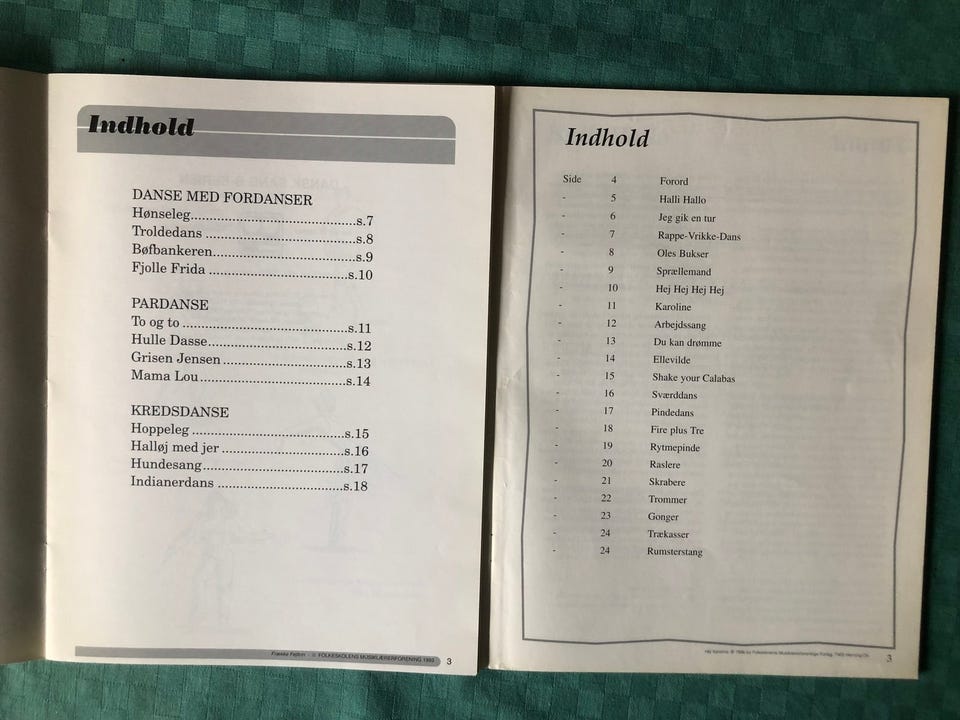 Indhold
DANSE MED FORDANSER
Hønseleg..........................................s.7
Troldedans ......................................s.8
Bøfbankeren....................................s.9
Fjolle Frida ...................................s.10
PARDANSE
To og to ..........................................s.11
Hulle Dasse...................................s.12
Grisen Jensen...............................s.13
Mama Lou.....................................s.14
KREDSDANSE
Hoppeleg ......................................s.15
Halløj med jer ...............................s.16
Hundesang...................................s.17
Indianerdans ................................s.18
FOLKESKOLENS MUSIKLÆRERFORENING 1993
3
Indhold
Side 4 Forord
- 5 Halli Hallo
- 6 Jeg gik en tur
- 7 Rappe-Vrikke-Dans
- 8 Oles Bukser
- 9 Sprællemand
- 10 Hej Hej Hej Hej
- 11 Karoline
- 12 Arbejdssang
- 13 Du kan drømme
- 14 Ellevilde
- 15 Shake your Calabas
- 16 Sværddans
- 17 Pindedans
- 18 Fire plus Tre
- 19 Rytmepinde
- 20 Raslere
- 21 Skrabere
- 22 Trommer
- 23 Gonger
- 24 Trækasser
- 24 Rumsterstang
3